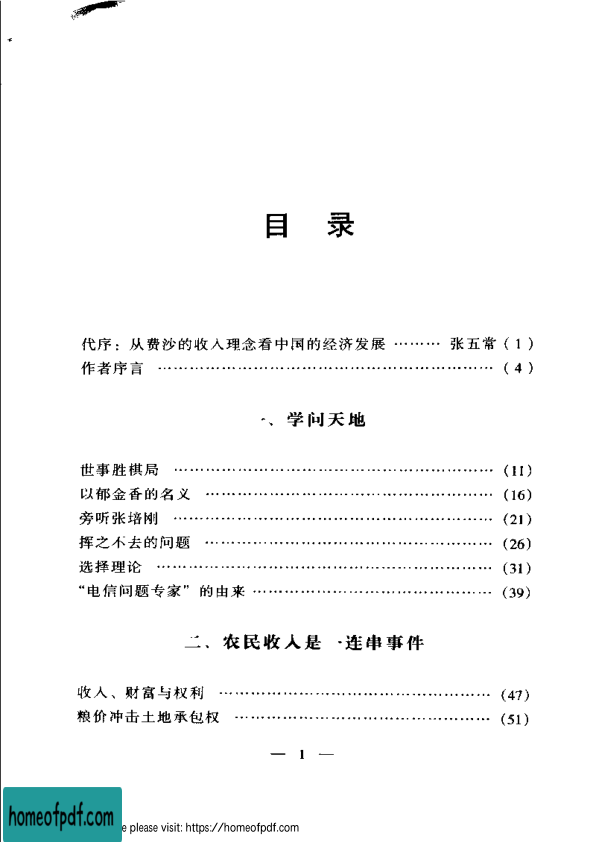 目 录
代序：从费沙的收入理念看中国的经济发展 ……… 张五常（1）
作者序言 ……………………………………………………（4）
一、学问天地
世事胜棋局 …………………………………………………(11)
以郁金香的名义 ……………………………………………(16)
旁听张培刚 …………………………………………………(21)
挥之不去的问题 ……………………………………………(26)
选择理论 ……………………………………………………(31)
“电信问题专家”的由来 ……………………………………(39)
二、农民收入是一连串事件
收入、财富与权利 …………………………………………(47)
粮价冲击土地承包权 ………………………………………(51)
— 1 —
homeofpdf.com
e please visit: https://homeofpdf.com